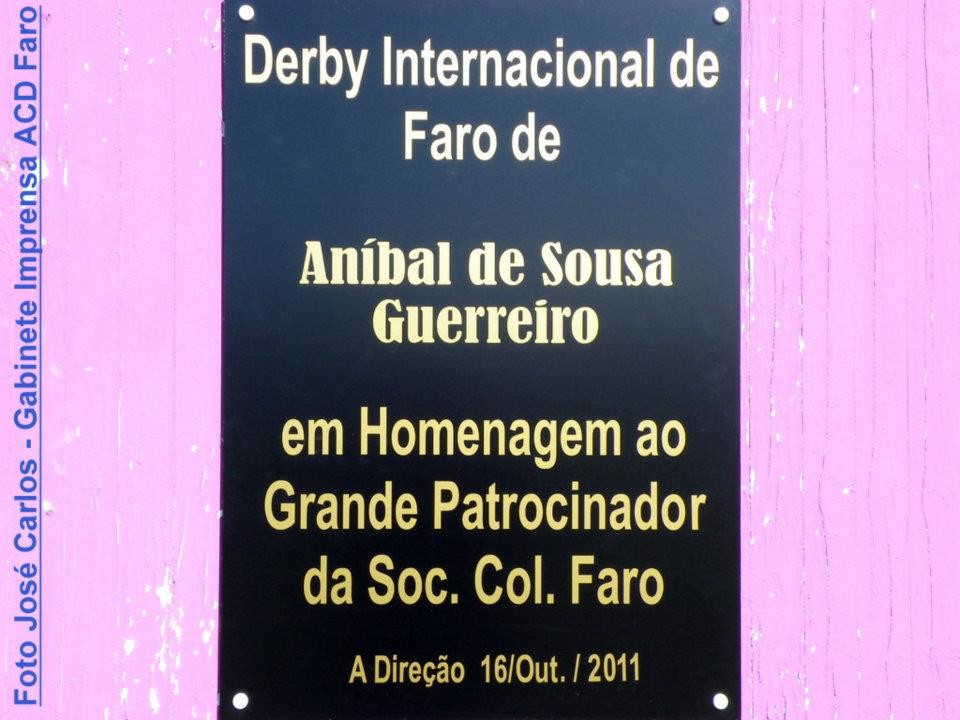 Foto José Carlos - Gabinete Imprensa ACD Faro
Derby Internacional de
Faro de
Aníbal de Sousa
Guerreiro
em Homenagem ao
Grande Patrocinador
da Soc. Col. Faro
A Direção 16/Out. / 2011